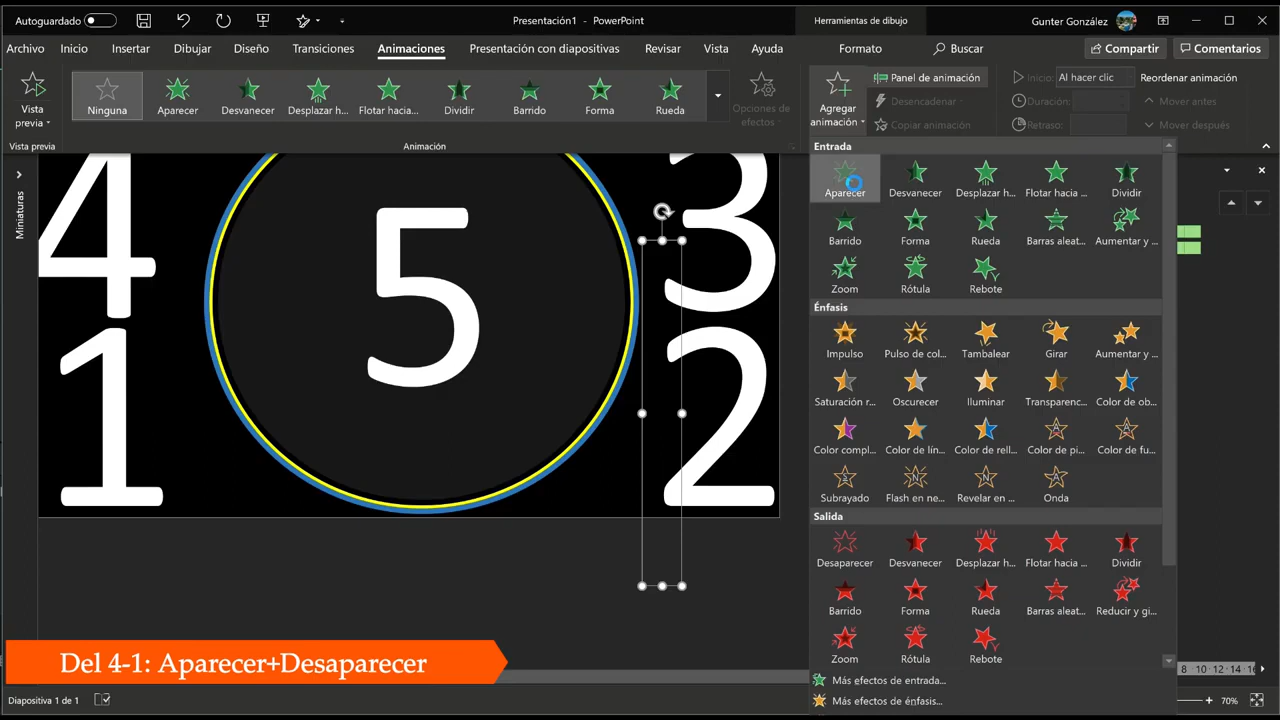 Autoguardado
Presentación1 - PowerPoint
Herramientas de dibujo
Gunter González
Archivo Inicio Insertar Dibujar Diseño Transiciones Animaciones Presentación con diapositivas Revisar Vista Ayuda Formato Buscar
Compartir Comentarios
Vista previa
Ninguna Aparecer Desvanecer Desplazar h... Flotar hacia... Dividir Barrido Forma Rueda
Opciones de efectos
Agregar animación
Panel de animación
Desencadenar
Copiar animación
Inicio: Al hacer clic
Duración:
Retraso:
Reordenar animación
Mover antes
Mover después
Vista previa
Animación
Miniaturas
4
1
5
3
2
Entrada
Aparecer Desvanecer Desplazar h... Flotar hacia ... Dividir
Barrido Forma Rueda Barras aleat... Aumentar y ...
Zoom Rótula Rebote
Énfasis
Impulso Pulso de col... Tambalear Girar Aumentar y ...
Saturación r... Oscurecer Iluminar Transparenc... Color de ob...
Color compl... Color de lín... Color de rell... Color de pi... Color de fu...
Subrayado Flash en ne... Revelar en ... Onda
Salida
Desaparecer Desvanecer Desplazar h... Flotar hacia ... Dividir
Barrido Forma Rueda Barras aleat... Reducir y gi...
Zoom Rótula Rebote
Más efectos de entrada...
Más efectos de énfasis...
Del 4-1: Aparecer+Desaparecer
8 10 12 14 16
Diapositiva 1 de 1
70%